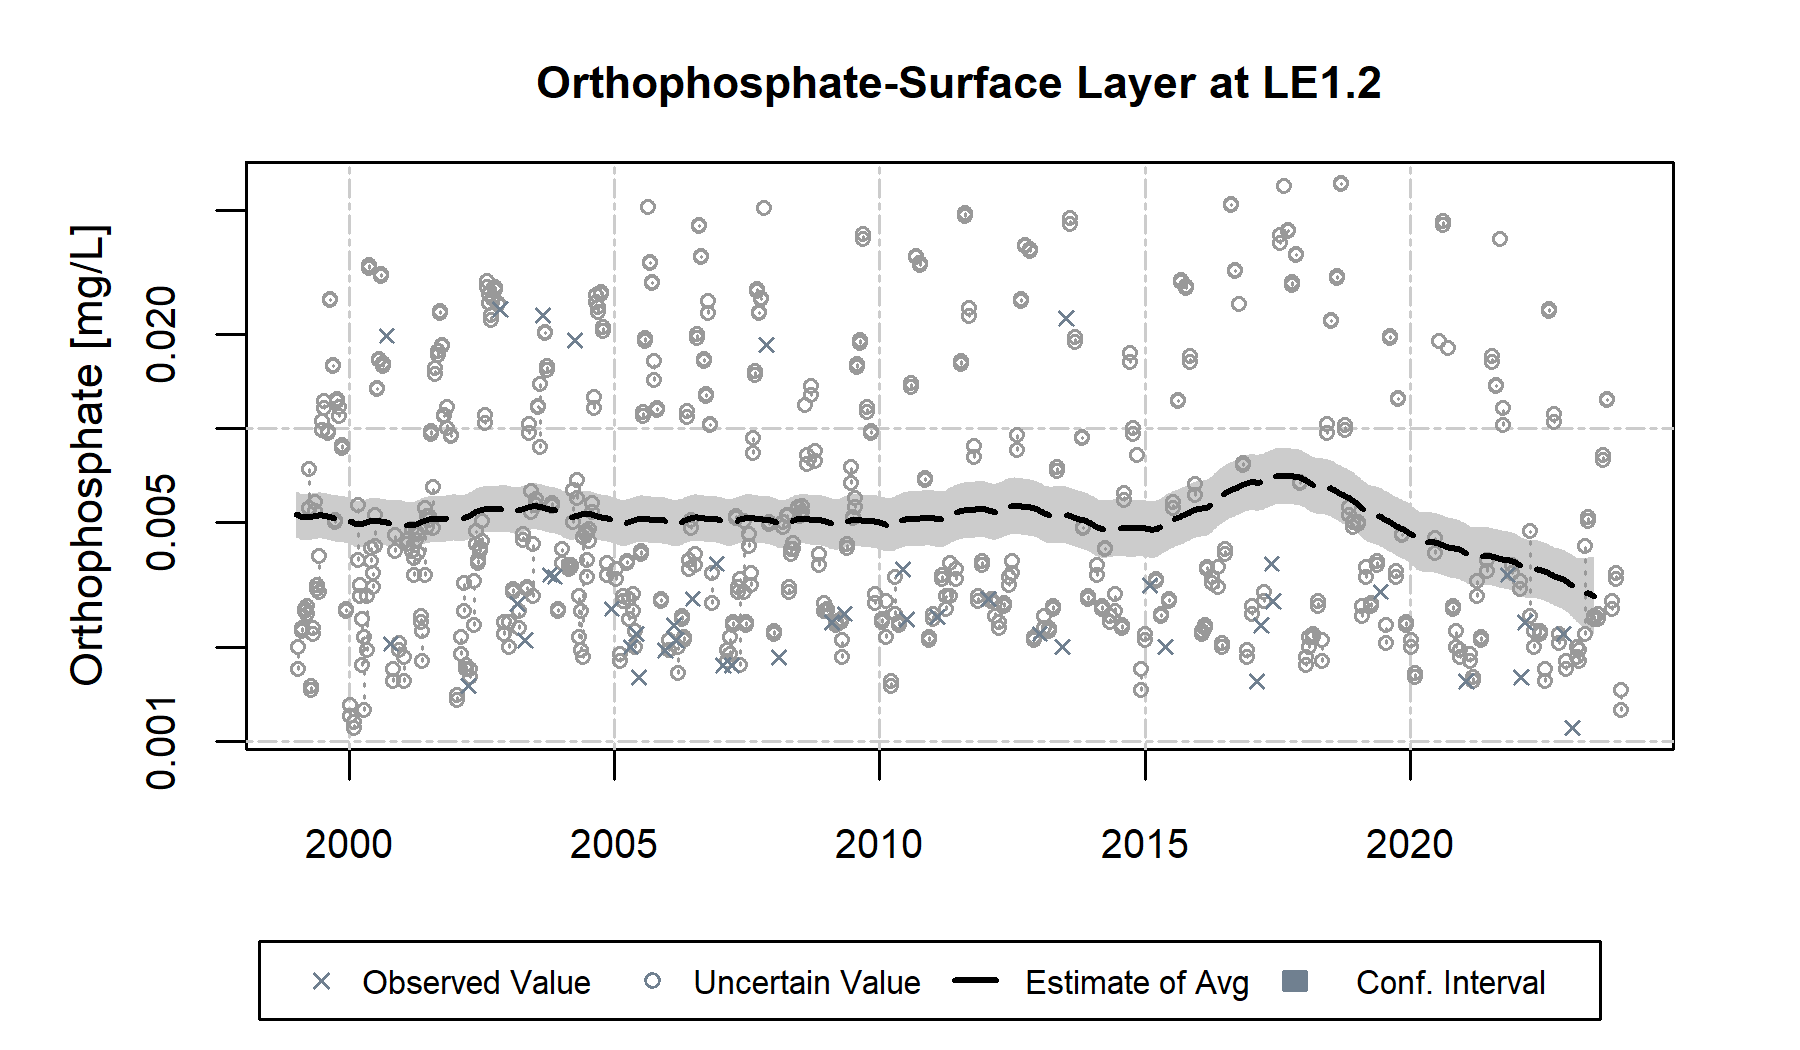 Orthophosphate-Surface Layer at LE1.2
Orthophosphate [mg/L]
0.020
0.005
0.001
2000 2005 2010 2015 2020
Observed Value Uncertain Value Estimate of Avg Conf. Interval